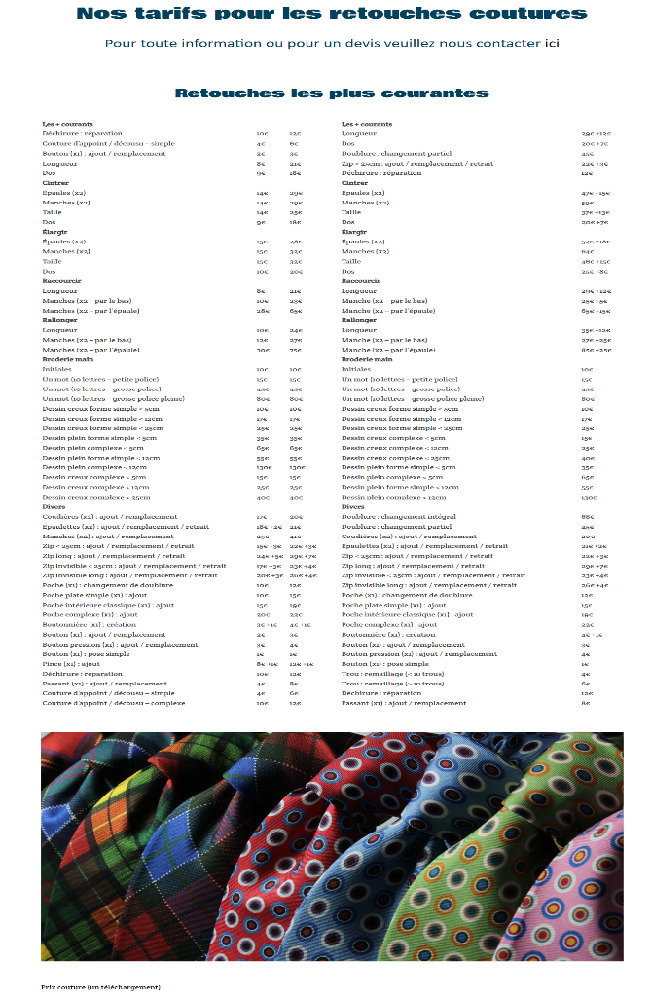 Nos tarifs pour les retouches coutures
Pour toute information ou pour un devis veuillez nous contacter ici
Retouches les plus courantes
Les + courants
Déchirure : réparation 10€ 12€
Couture d'appoint / décousu – simple 4€ 6€
Bouton (x1) : ajout / remplacement 2€ 3€
Longueur 8€ 21€
Dos 9€ 18€
Cintrer
Épaules (x2) 14€ 29€
Manches (x2) 14€ 29€
Taille 14€ 25€
Dos 9€ 18€
Élargir
Épaules (x2) 15€ 28€
Manches (x2) 15€ 32€
Taille 15€ 32€
Dos 10€ 20€
Raccourcir
Longueur 8€ 21€
Manches (x2 – par le bas) 10€ 23€
Manches (x2 – par l'épaule) 28€ 65€
Rallonger
Longueur 10€ 24€
Manches (x2 – par le bas) 12€ 27€
Manches (x2 – par l'épaule) 30€ 75€
Broderie main
Initiales 10€ 10€
Un mot (10 lettres – petite police) 15€ 15€
Un mot (10 lettres – grosse police) 45€ 45€
Un mot (10 lettres – grosse police pleine) 80€ 80€
Dessin creux forme simple < 5cm 10€ 10€
Dessin creux forme simple < 12cm 17€ 17€
Dessin creux forme simple < 25cm 25€ 25€
Dessin plein forme simple < 5cm 35€ 35€
Dessin plein complexe < 5cm 65€ 65€
Dessin plein forme simple < 12cm 55€ 55€
Dessin plein complexe < 12cm 130€ 130€
Dessin creux complexe < 5cm 15€ 15€
Dessin creux complexe < 12cm 25€ 25€
Dessin creux complexe < 25cm 40€ 40€
Divers
Coudières (x2) : ajout / remplacement 17€ 20€
Epaulettes (x2) : ajout / remplacement / retrait 18€ +2€ 21€
Manches (x2) : ajout / remplacement 25€ 41€
Zip < 25cm : ajout / remplacement / retrait 15€ +3€ 22€ +3€
Zip long : ajout / remplacement / retrait 24€ +5€ 29€ +7€
Zip invisible < 25cm : ajout / remplacement / retrait 17€ +3€ 23€ +4€
Zip invisible long : ajout / remplacement / retrait 20€ +3€ 26€ +4€
Poche (x1) : changement de doublure 10€ 12€
Poche plate simple (x1) : ajout 10€ 15€
Poche intérieure classique (x1) : ajout 15€ 19€
Poche complexe (x1) : ajout 20€ 22€
Boutonnière (x1) : création 3€ +1€ 4€ +1€
Bouton (x1) : ajout / remplacement 2€ 3€
Bouton pression (x1) : ajout / remplacement 3€ 4€
Bouton (x1) : pose simple 1€ 1€
Pince (x1) : ajout 8€ +1€ 12€ +1€
Déchirure : réparation 10€ 12€
Passant (x1) : ajout / remplacement 4€ 8€
Couture d'appoint / décousu – simple 4€ 6€
Couture d'appoint / décousu – complexe 10€ 12€
Les + courants
Longueur 29€ +12€
Dos 20€ +7€
Doublure : changement partiel 45€
Zip < 25cm : ajout / remplacement / retrait 22€ +3€
Déchirure : réparation 12€
Cintrer
Épaules (x2) 47€ +15€
Manches (x2) 59€
Taille 37€ +13€
Dos 20€ +7€
Élargir
Épaules (x2) 52€ +18€
Manches (x2) 64€
Taille 48€ +15€
Dos 25€ +8€
Raccourcir
Longueur 29€ +12€
Manche (x2 – par le bas) 25€ +5€
Manche (x2 – par l'épaule) 65€ +15€
Rallonger
Longueur 35€ +12€
Manche (x2 – par le bas) 27€ +25€
Manche (x2 – par l'épaule) 85€ +25€
Broderie main
Initiales 10€
Un mot (10 lettres – petite police) 15€
Un mot (10 lettres – grosse police) 45€
Un mot (10 lettres – grosse police pleine) 80€
Dessin creux forme simple < 5cm 10€
Dessin creux forme simple < 12cm 17€
Dessin creux forme simple < 25cm 25€
Dessin creux complexe < 5cm 15€
Dessin creux complexe < 12cm 25€
Dessin creux complexe < 25cm 40€
Dessin plein forme simple < 5cm 35€
Dessin plein complexe < 5cm 65€
Dessin plein forme simple < 12cm 55€
Dessin plein complexe < 12cm 130€
Divers
Doublure : changement intégral 68€
Doublure : changement partiel 45€
Coudières (x2) : ajout / remplacement 20€
Epaulettes (x2) : ajout / remplacement / retrait 21€ +2€
Zip < 25cm : ajout / remplacement / retrait 22€ +3€
Zip long : ajout / remplacement / retrait 29€ +7€
Zip invisible < 25cm : ajout / remplacement / retrait 23€ +4€
Zip invisible long : ajout / remplacement / retrait 26€ +4€
Poche (x1) : changement de doublure 12€
Poche plate simple (x1) : ajout 15€
Poche intérieure classique (x1) : ajout 19€
Poche complexe (x1) : ajout 22€
Boutonnière (x1) : création 4€ +1€
Bouton (x1) : ajout / remplacement 3€
Bouton pression (x1) : ajout / remplacement 4€
Bouton (x1) : pose simple 1€
Trou : remaillage (< 10 trous) 4€
Trou : remaillage (> 10 trous) 6€
Déchirure : réparation 12€
Passant (x1) : ajout / remplacement 8€
Prix couture (un téléchargement)